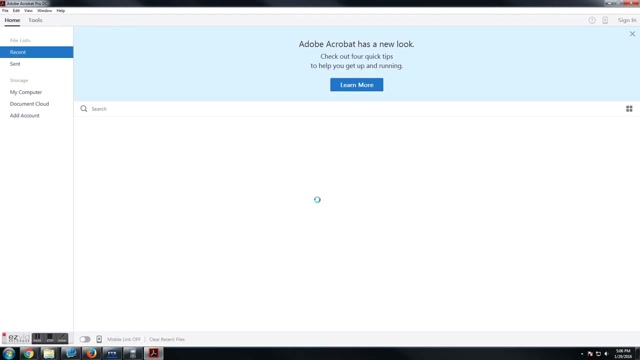 Adobe Acrobat Pro DC
File Edit View Window Help
Home Tools
Sign In
File Lists
Recent
Sent
Storage
My Computer
Document Cloud
Add Account
Adobe Acrobat has a new look.
Check out four quick tips
to help you get up and running.
Learn More
Search
ezvid
Mobile Link OFF
Clear Recent Files
5:06 PM
1/29/2016